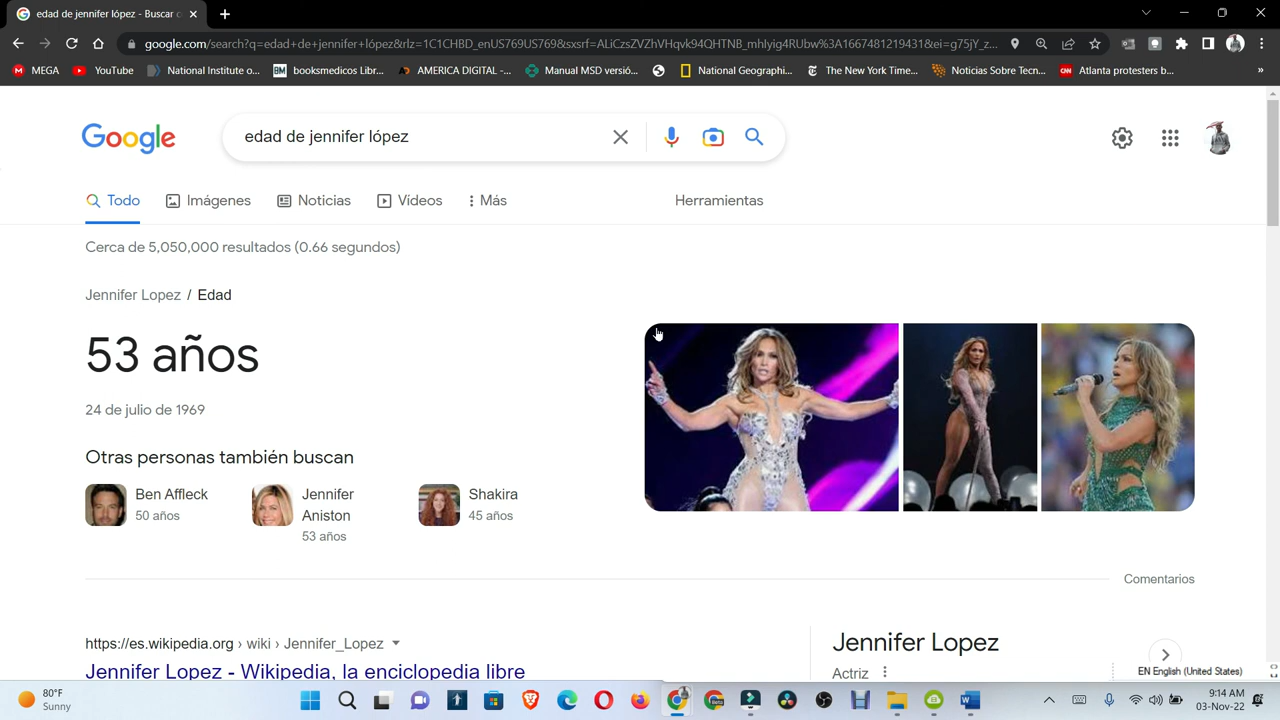 edad de jennifer lópez - Buscar c
google.com/search?q=edad+de+jennifer+lópez&rlz=1C1CHBD_enUS769US769&sxsrf=ALiCzsZVZhVHqvk94QHTNB_mhIyig4RUbw%3A1667481219431&ei=g75jY_z...
MEGA
YouTube
National Institute o...
BM booksmedicos Libr...
AMERICA DIGITAL -...
Manual MSD versió...
National Geographi...
The New York Time...
Noticias Sobre Tecn...
CNN Atlanta protesters b...
»
Google
edad de jennifer lópez
Todo
Imágenes
Noticias
Vídeos
Más
Herramientas
Cerca de 5,050,000 resultados (0.66 segundos)
Jennifer Lopez / Edad
53 años
24 de julio de 1969
Otras personas también buscan
Ben Affleck
50 años
Jennifer
Aniston
53 años
Shakira
45 años
Comentarios
https://es.wikipedia.org › wiki › Jennifer_Lopez
Jennifer Lopez - Wikipedia, la enciclopedia libre
Jennifer Lopez
Actriz
EN English (United States)
80°F
Sunny
9:14 AM
03-Nov-22